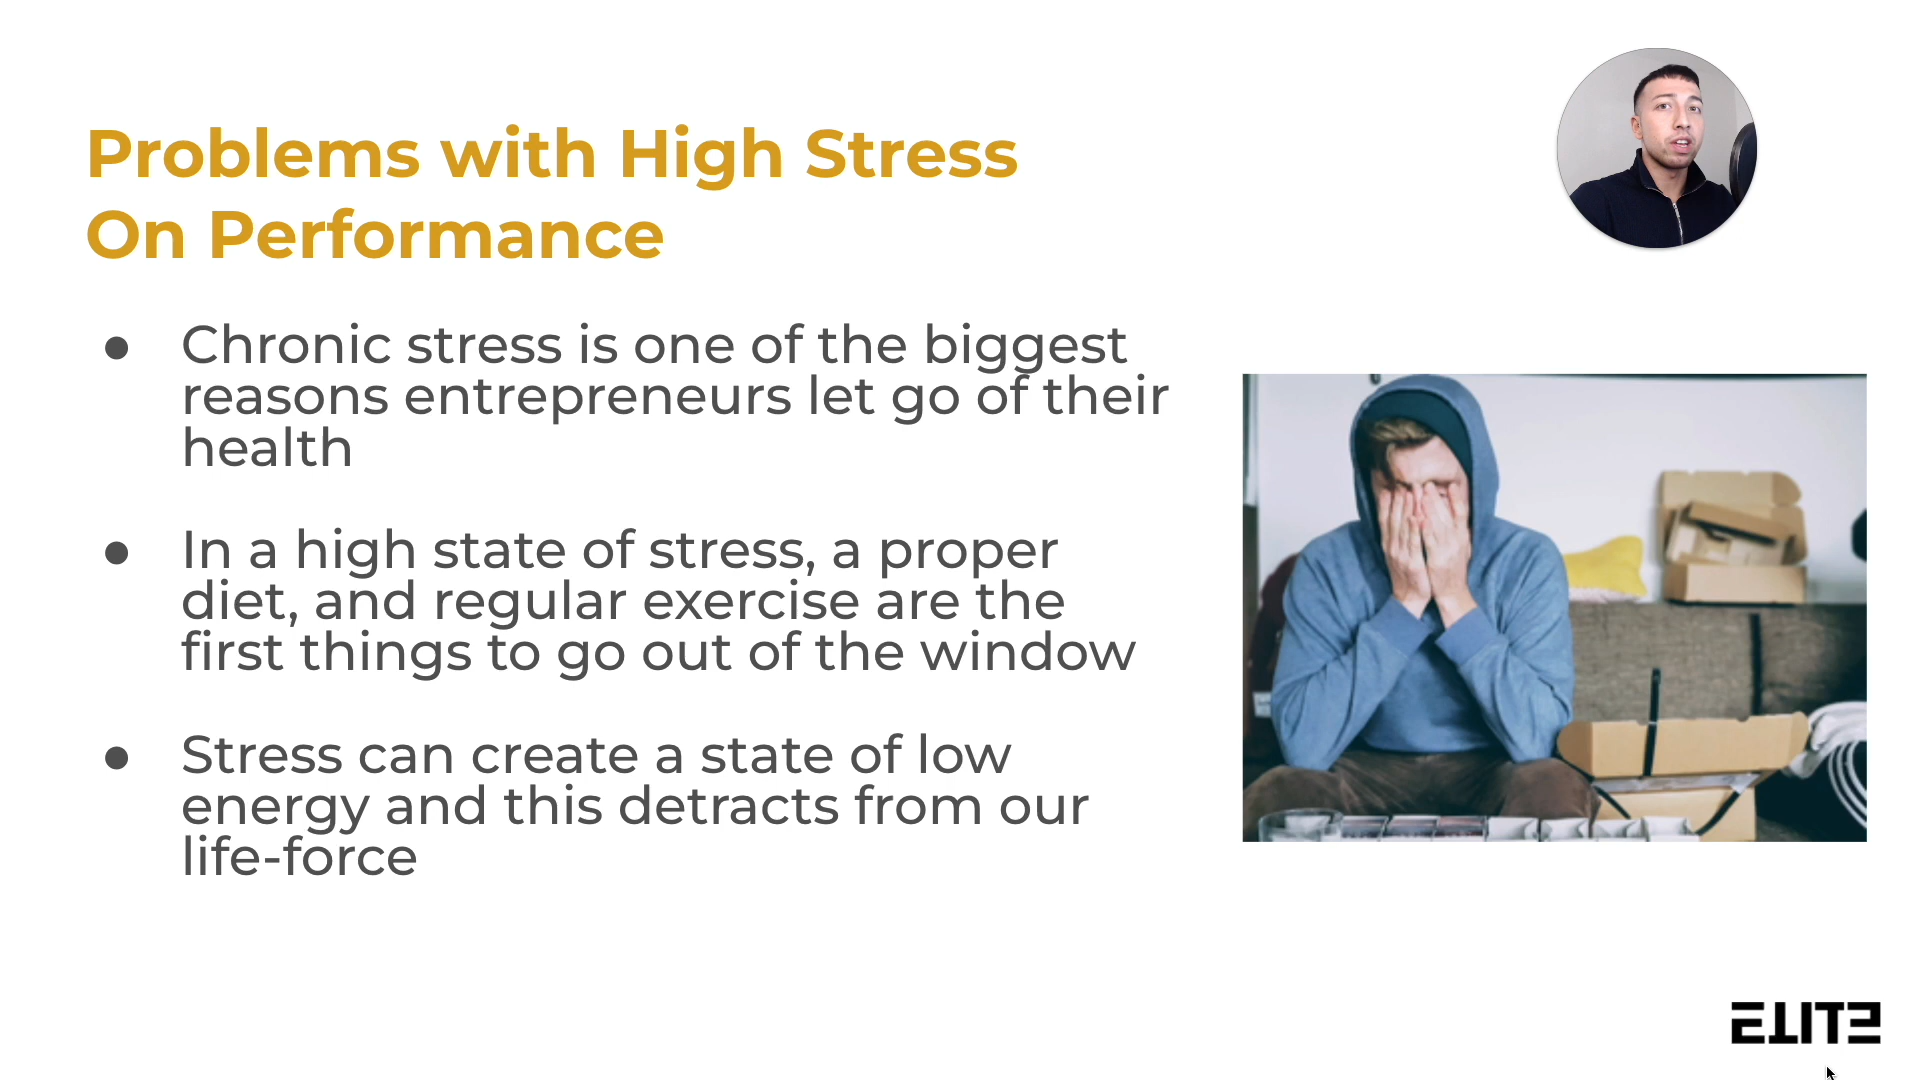 Problems with High Stress
On Performance
● Chronic stress is one of the biggest
reasons entrepreneurs let go of their
health
● In a high state of stress, a proper
diet, and regular exercise are the
first things to go out of the window
● Stress can create a state of low
energy and this detracts from our
life-force
ELITE